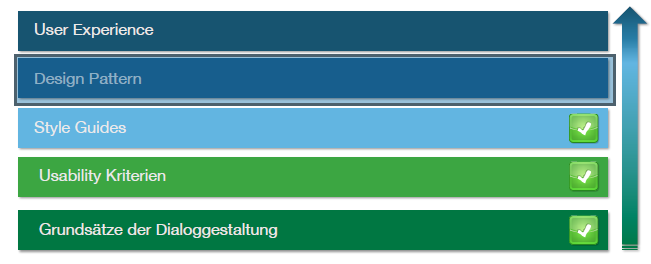 User Experience
Design Pattern
Style Guides
Usability Kriterien
Grundsätze der Dialoggestaltung